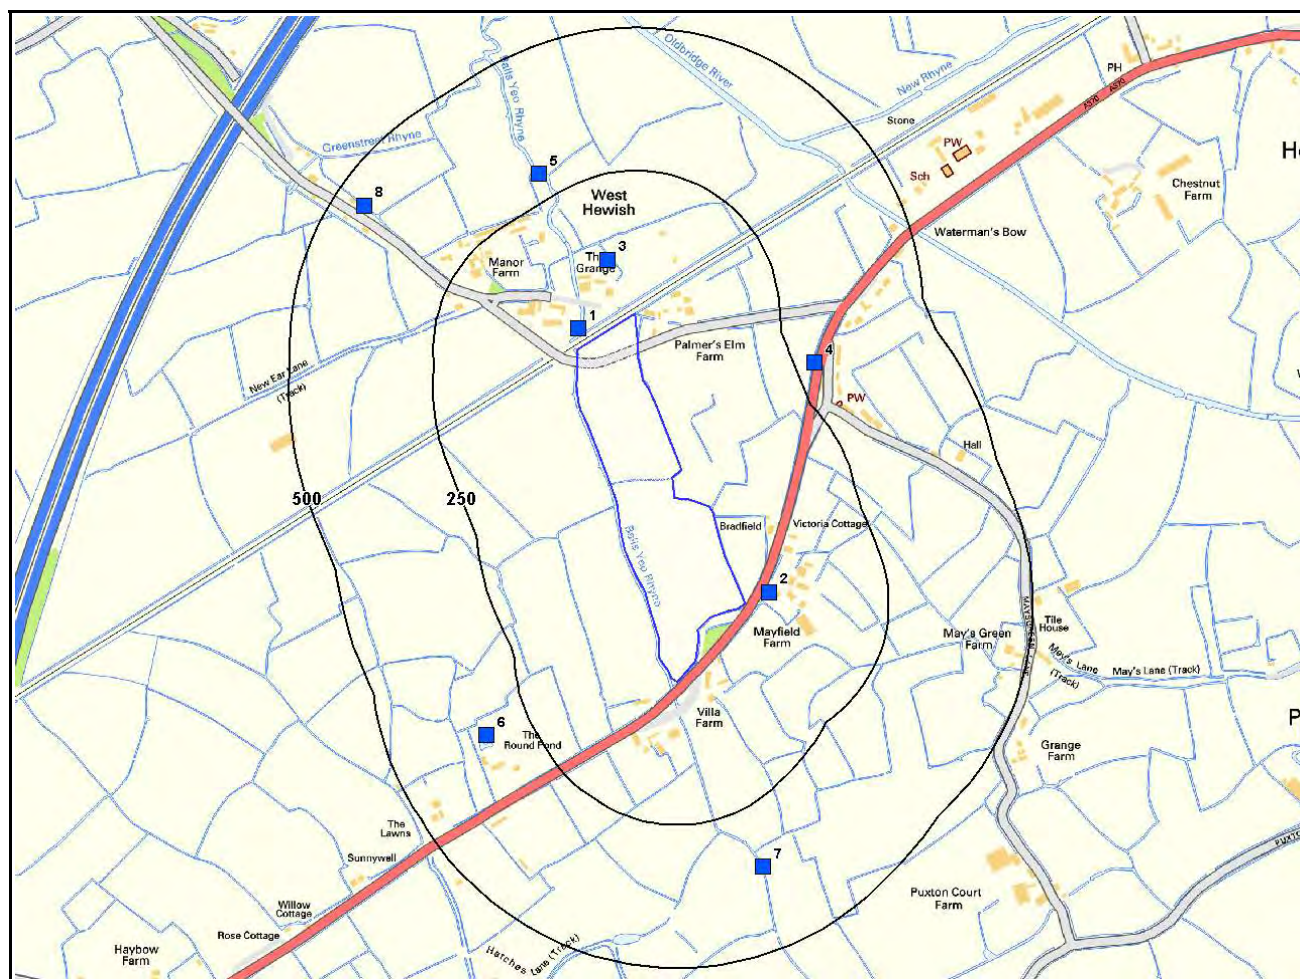 Oldbridge River
Balls Yeo Rhyne
New Rhyne
PH
A370
A370
Stone
PW
Sch
Greenstreet Rhyne
5
West
Hewish
8
Chestnut
Farm
Waterman's Bow
3
The
Grange
Manor
Farm
1
Palmer's Elm
Farm
4
New Ear Lane
(Track)
PW
Hall
500
250
Bradfield
Victoria Cottage
Balls Yeo Rhyne
2
Mayfield
Farm
May's Green
Farm
Tile
House
May's Lane
(Track)
May's Lane (Track)
Villa
Farm
6
The
Round Pond
Grange
Farm
The
Lawns
Sunnywell
7
Puxton Court
Farm
Willow
Cottage
Rose Cottage
Haybow
Farm
Hatches Lane (Track)